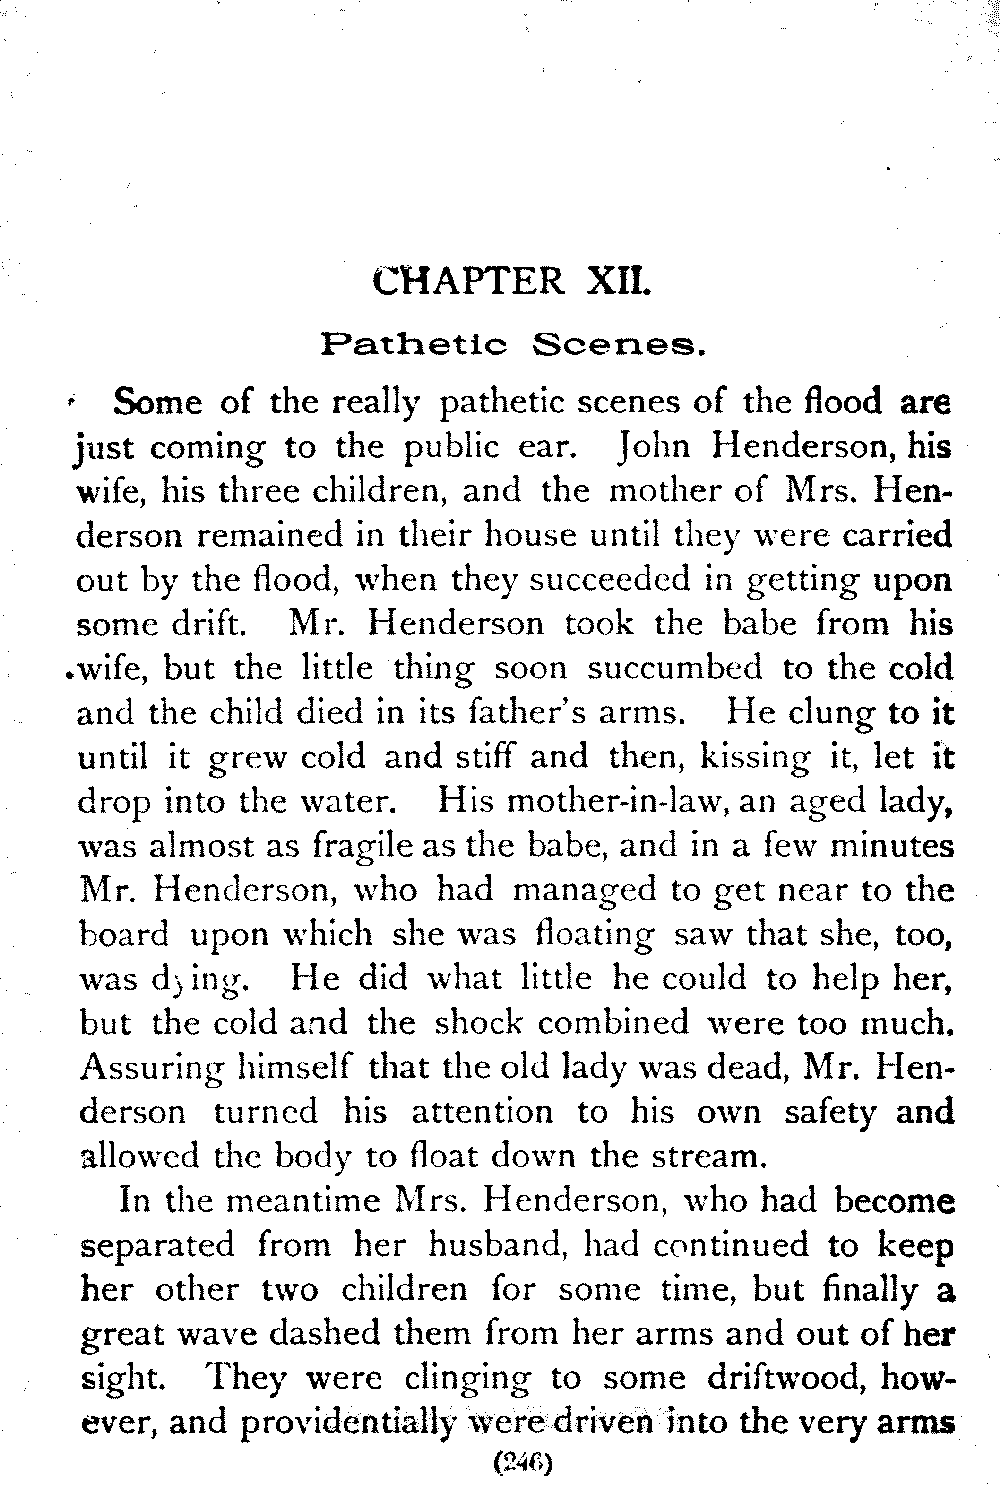 CHAPTER XII.
Pathetic Scenes.
Some of the really pathetic scenes of the flood are
just coming to the public ear. John Henderson, his
wife, his three children, and the mother of Mrs. Hen-
derson remained in their house until they were carried
out by the flood, when they succeeded in getting upon
some drift. Mr. Henderson took the babe from his
wife, but the little thing soon succumbed to the cold
and the child died in its father's arms. He clung to it
until it grew cold and stiff and then, kissing it, let it
drop into the water. His mother-in-law, an aged lady,
was almost as fragile as the babe, and in a few minutes
Mr. Henderson, who had managed to get near to the
board upon which she was floating saw that she, too,
was dying. He did what little he could to help her,
but the cold and the shock combined were too much.
Assuring himself that the old lady was dead, Mr. Hen-
derson turned his attention to his own safety and
allowed the body to float down the stream.
In the meantime Mrs. Henderson, who had become
separated from her husband, had continued to keep
her other two children for some time, but finally a
great wave dashed them from her arms and out of her
sight. They were clinging to some driftwood, how-
ever, and providentially were driven into the very arms
(246)